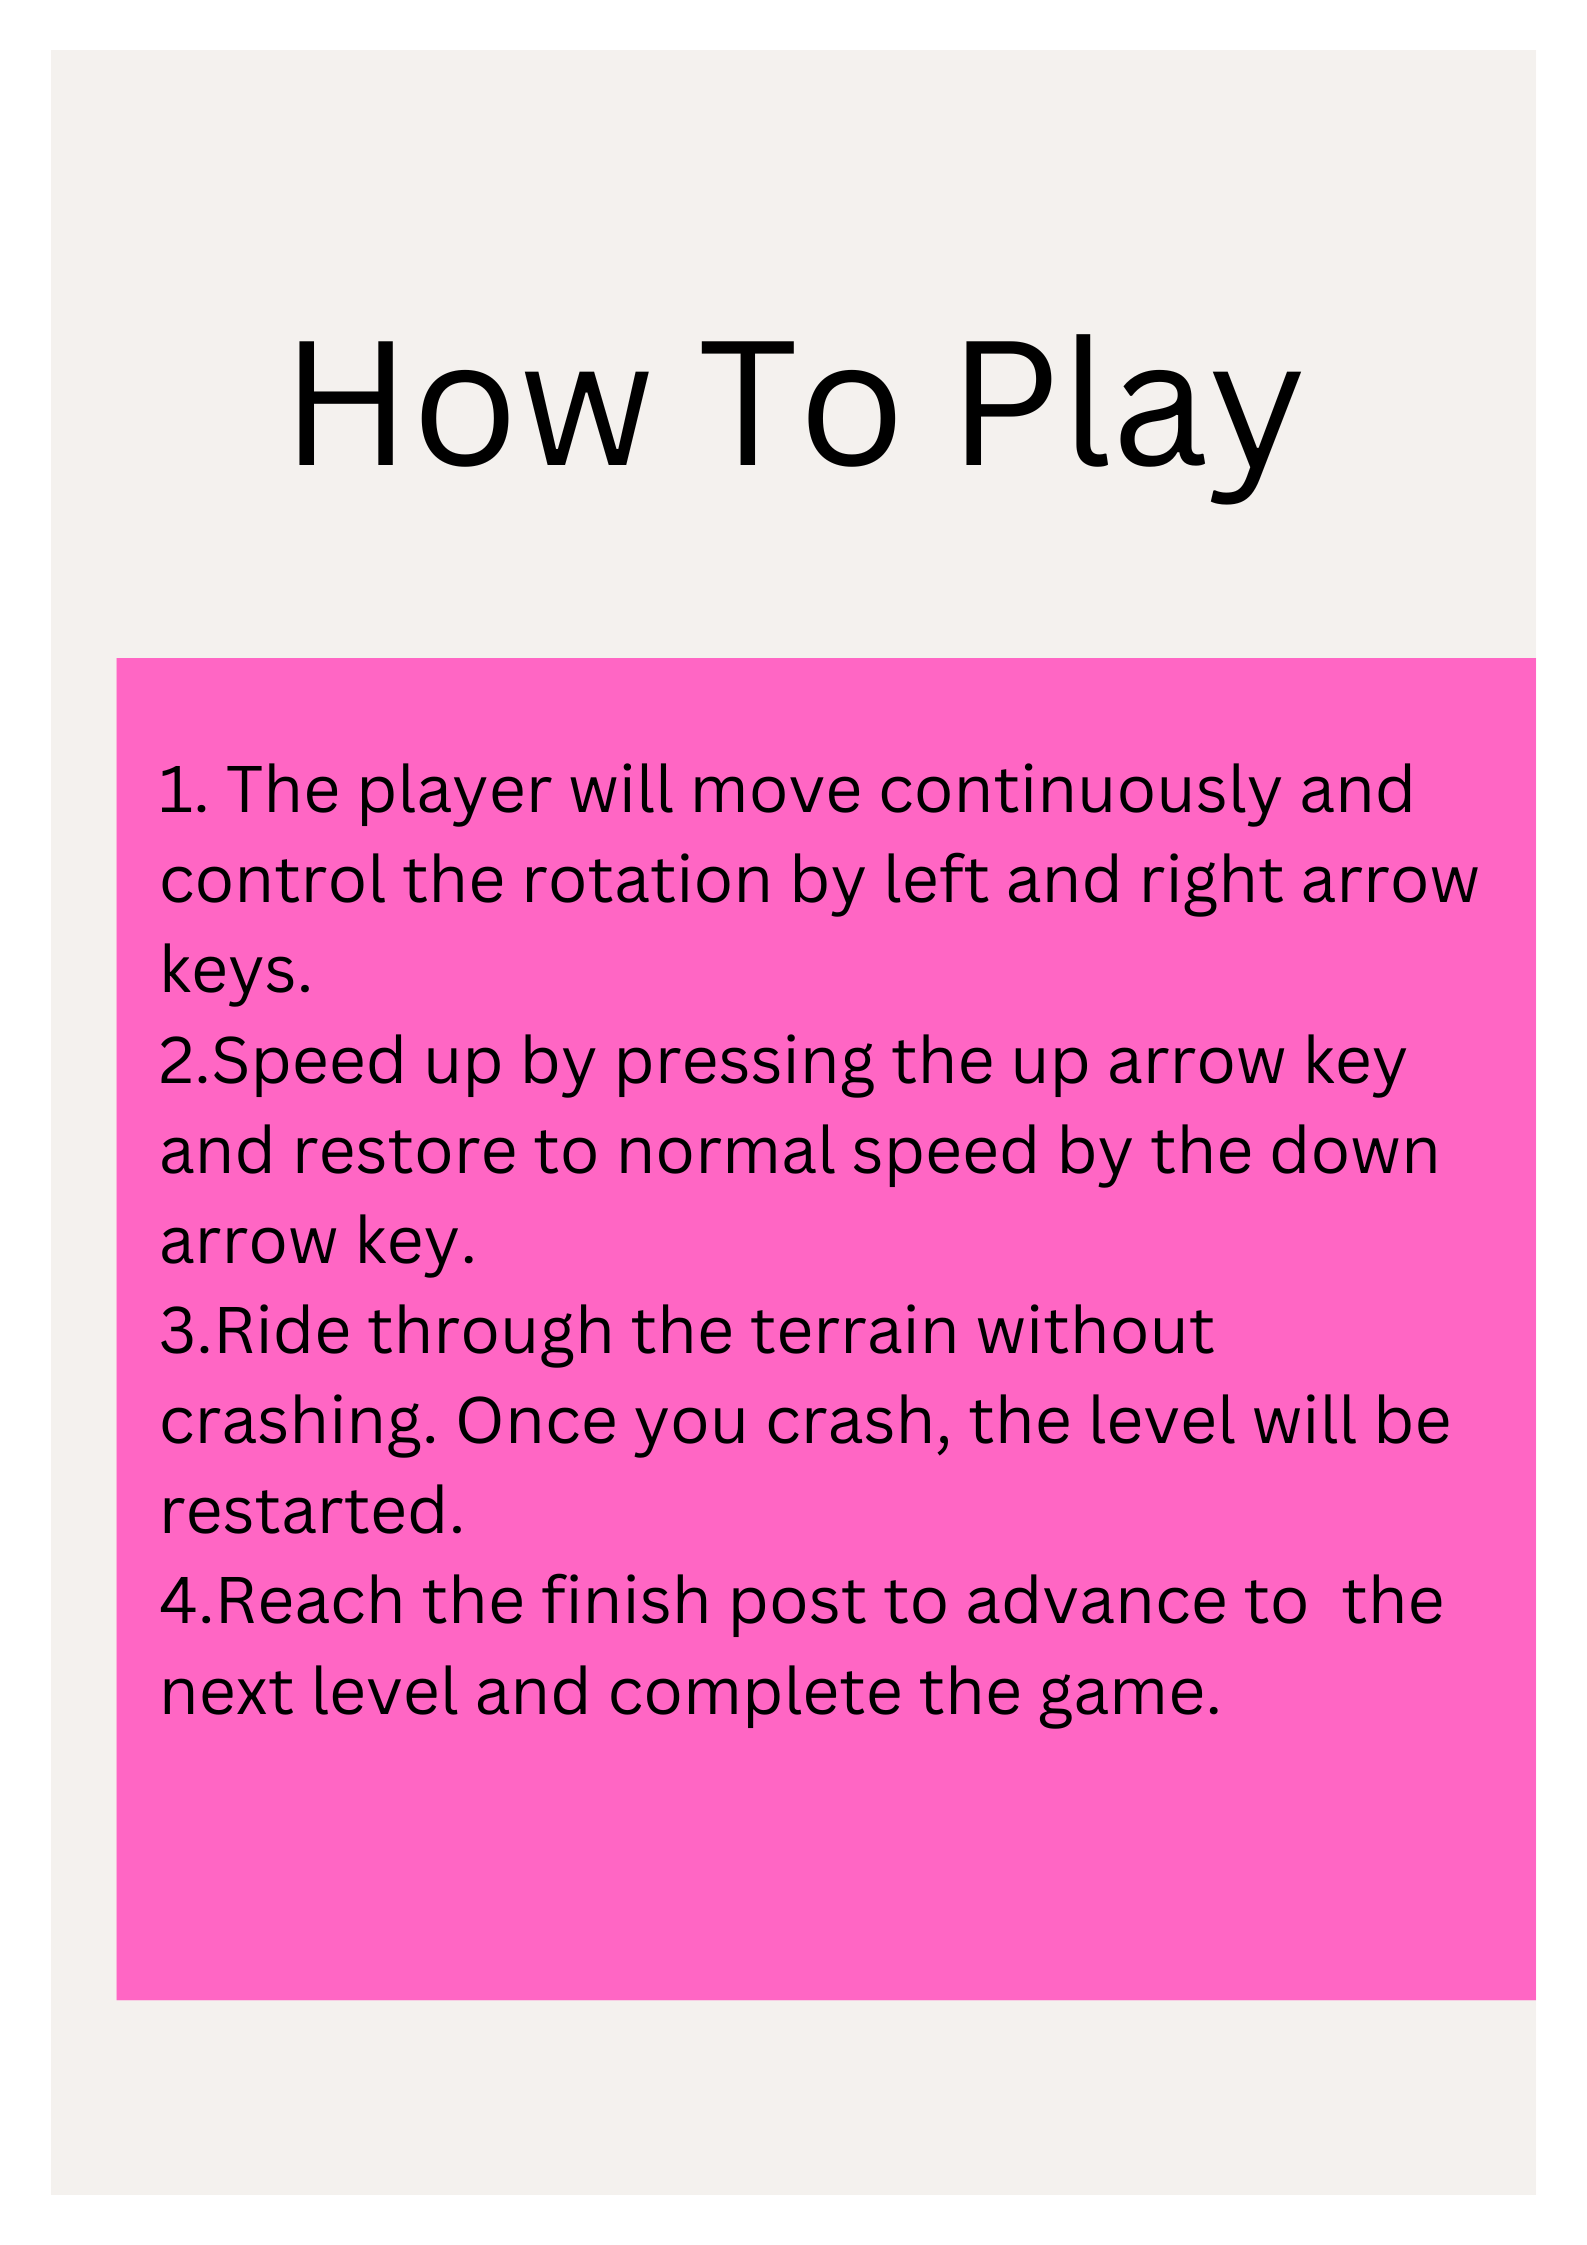 How To Play
1. The player will move continuously and
control the rotation by left and right arrow
keys.
2.Speed up by pressing the up arrow key
and restore to normal speed by the down
arrow key.
3.Ride through the terrain without
crashing. Once you crash, the level will be
restarted.
4.Reach the finish post to advance to  the
next level and complete the game.